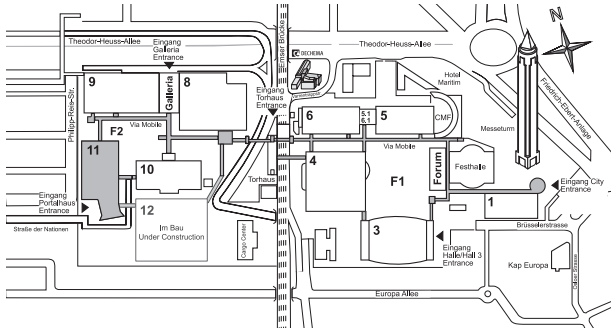 Theodor-Heuss-Allee
Eingang
Galleria
Entrance
Emser Brücke
DECHEMA
Theodor-Heuss-Allee
N
Philipp-Reis-Str.
9
Galleria
8
Eingang
Torhaus
Entrance
Hotel
Maritim
Friedrich-Ebert-Anlage
F2
Via Mobile
6
5.1
6.1
5
CMF
Messeturm
11
10
Via Mobile
4
F1
Forum
Festhalle
Torhaus
Eingang City
Entrance
Eingang
Portalhaus
Entrance
12
1
Im Bau
Under Construction
Straße der Nationen
Cargo Center
3
Eingang
Halle/Hall 3
Entrance
Brüsselerstrasse
Kap Europa
Europa Allee